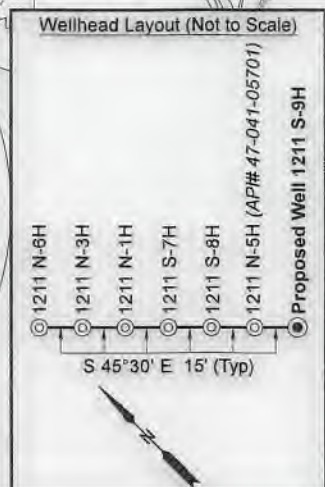 Wellhead Layout (Not to Scale)
1211 N-6H
1211 N-3H
1211 N-1H
1211 S-7H
1211 S-8H
1211 N-5H (API# 47-041-05701)
Proposed Well 1211 S-9H
S 45°30' E 15' (Typ)
N